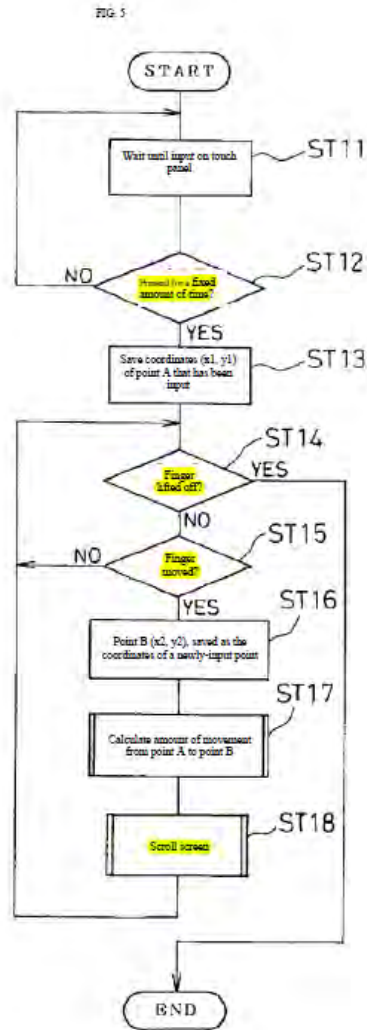 FIG. 5
START
Wait until input on touch
panel
ST11
NO
Pressed for a fixed
amount of time?
ST12
YES
Save coordinates (x1, y1)
of point A that has been
input
ST13
ST14
Finger
lifted off?
YES
NO
ST15
NO
Finger
moved?
YES
ST16
Point B (x2, y2), saved as the
coordinates of a newly-input point
ST17
Calculate amount of movement
from point A to point B
ST18
Scroll screen
END